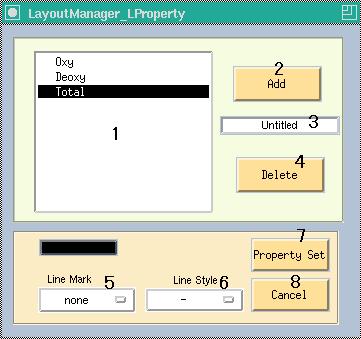 LayoutManager_LProperty
Oxy
Deoxy
Total
1
2
Add
Untitled 3
4
Delete
7
Property Set
Line Mark 5
Line Style 6
none
-
8
Cancel